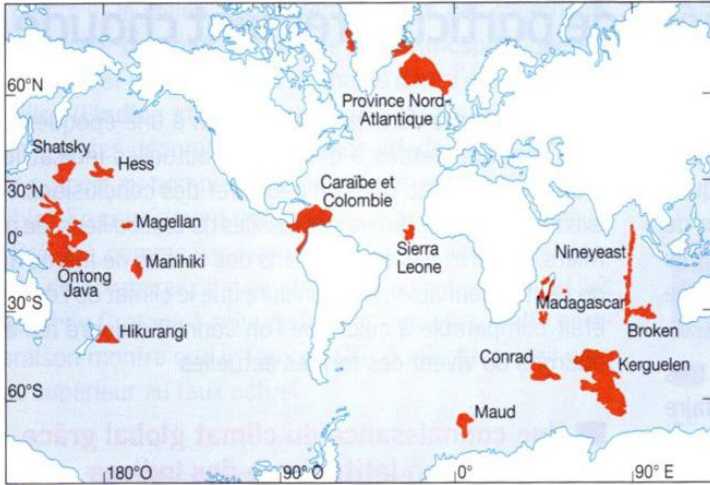 60°N
Province Nord-
Atlantique
Shatsky
Hess
30°N
Caraïbe et
Colombie
Magellan
0°
Sierra
Leone
Nineyeast
Manihiki
Ontong
Java
Madagascar
30°S
Hikurangi
Broken
Conrad
Kerguelen
60°S
Maud
180°O
90°O
0°
90° E